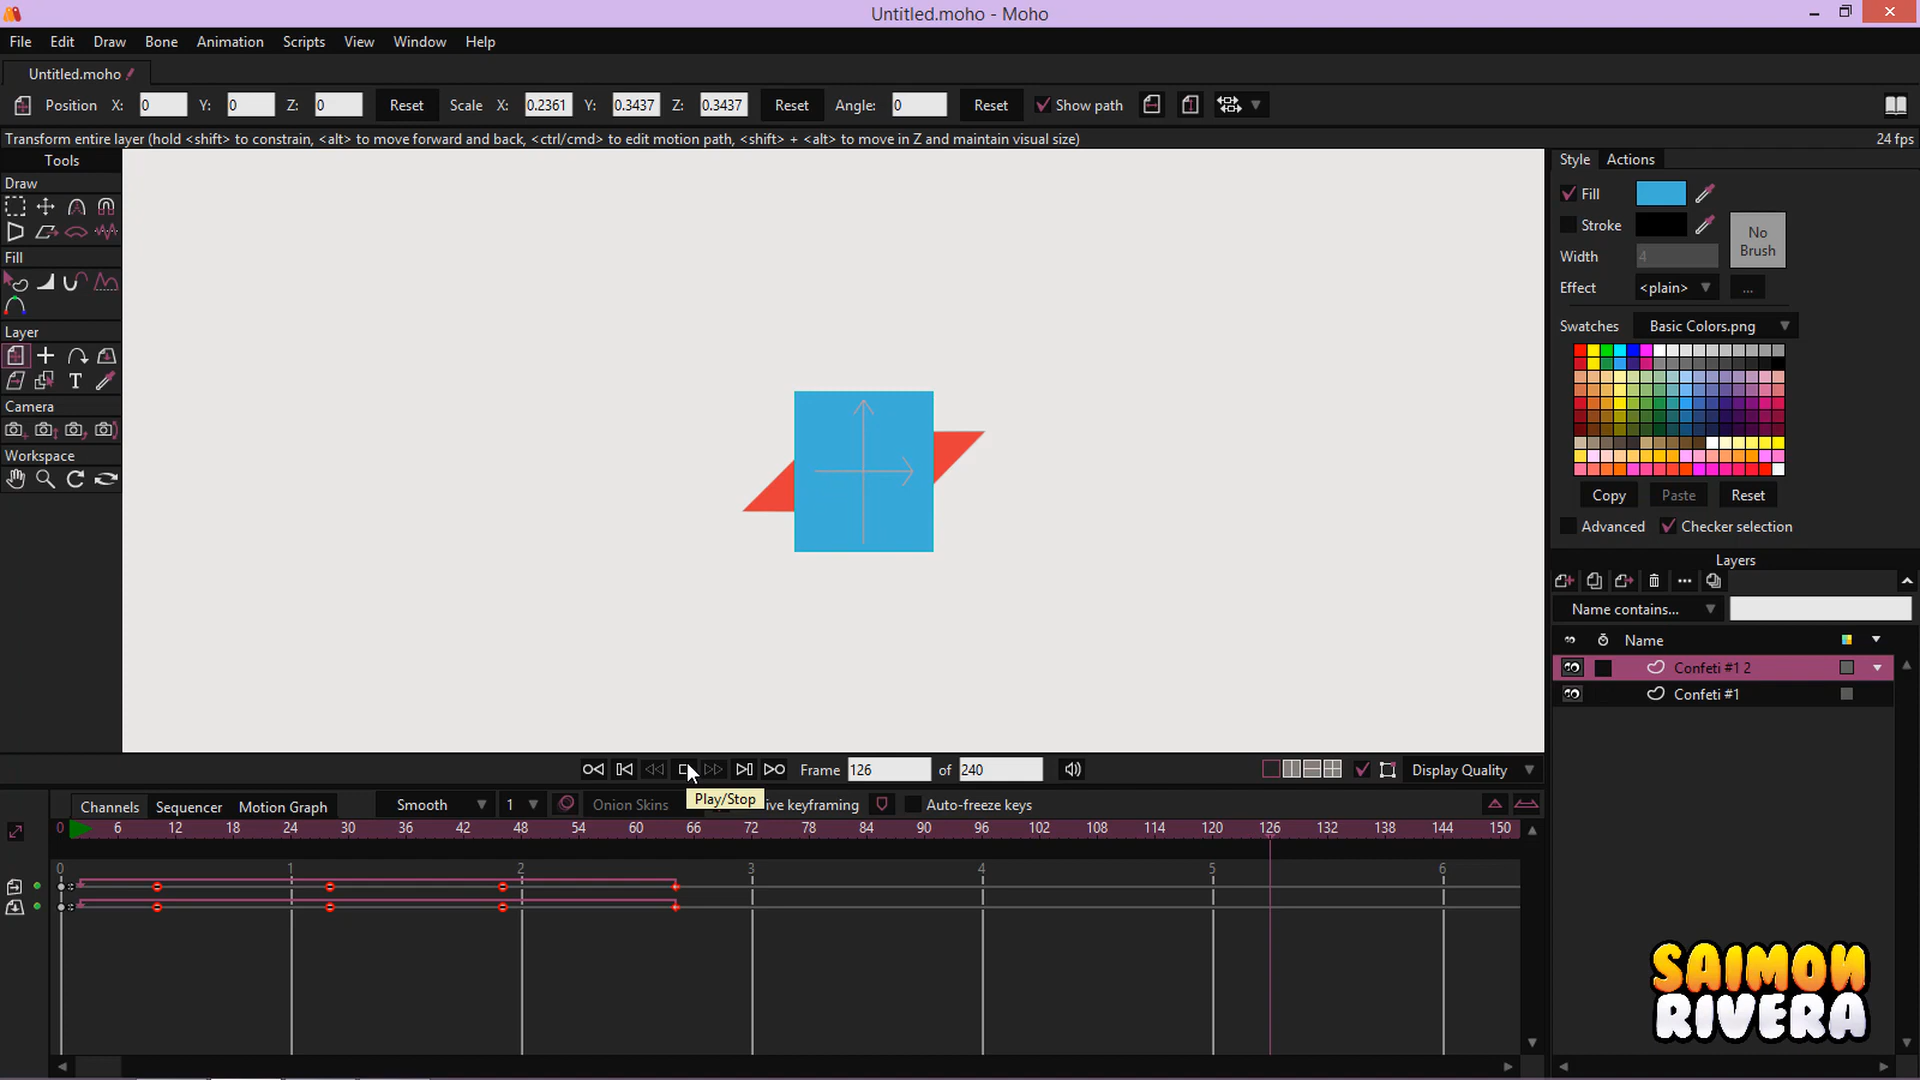 Untitled.moho - Moho
File Edit Draw Bone Animation Scripts View Window Help
Untitled.moho
Position X: 0 Y: 0 Z: 0 Reset Scale X: 0.2361 Y: 0.3437 Z: 0.3437 Reset Angle: 0 Reset Show path
Transform entire layer (hold <shift> to constrain, <alt> to move forward and back, <ctrl/cmd> to edit motion path, <shift> + <alt> to move in Z and maintain visual size) 24 fps
Tools
Draw
Fill
Layer
T
Camera
Workspace
Style Actions
Fill
Stroke
No Brush
Width 4
Effect <plain> ...
Swatches Basic Colors.png
Copy Paste Reset
Advanced Checker selection
Layers
Name contains...
Name
Confeti #1 2
Confeti #1
Frame 126 of 240 Display Quality
Play/Stop
Channels Sequencer Motion Graph Smooth 1 Onion Skins ive keyframing Auto-freeze keys
0 6 12 18 24 30 36 42 48 54 60 66 72 78 84 90 96 102 108 114 120 126 132 138 144 150
0 1 2 3 4 5 6
SAIMON
RIVERA